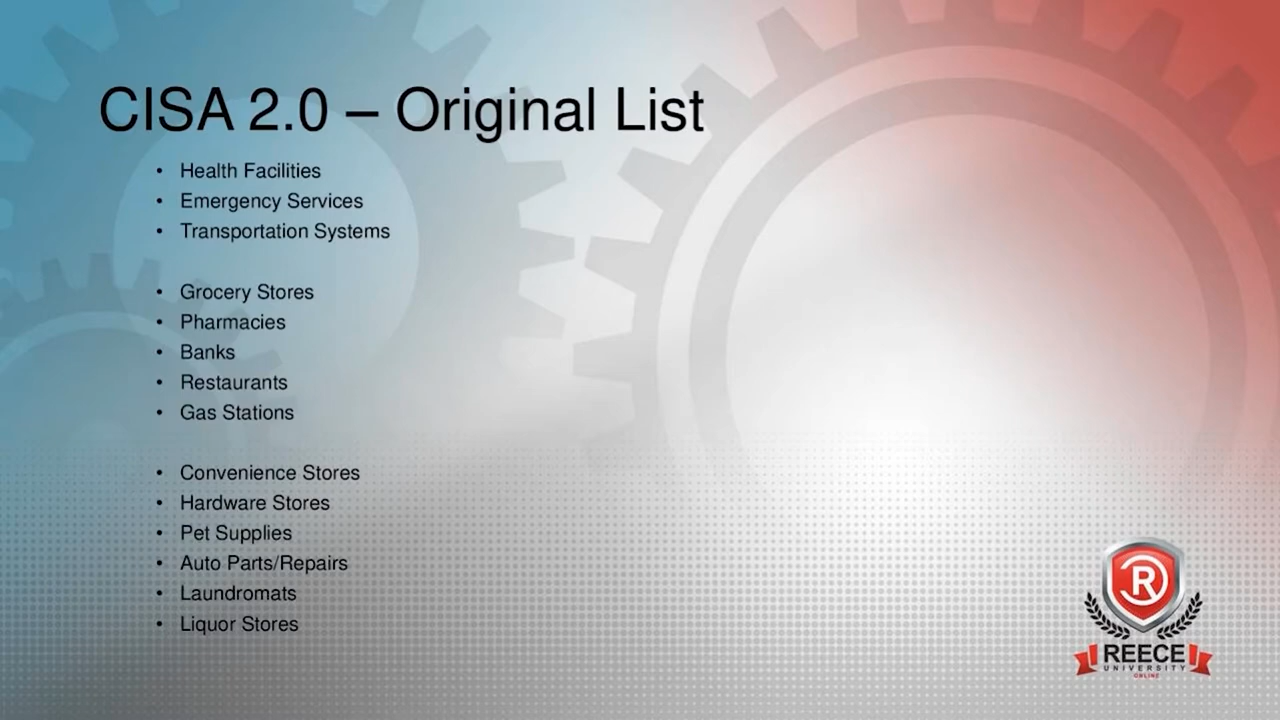 CISA 2.0 – Original List
• Health Facilities
• Emergency Services
• Transportation Systems
• Grocery Stores
• Pharmacies
• Banks
• Restaurants
• Gas Stations
• Convenience Stores
• Hardware Stores
• Pet Supplies
• Auto Parts/Repairs
• Laundromats
• Liquor Stores
R
REECE
UNIVERSITY
ONLINE